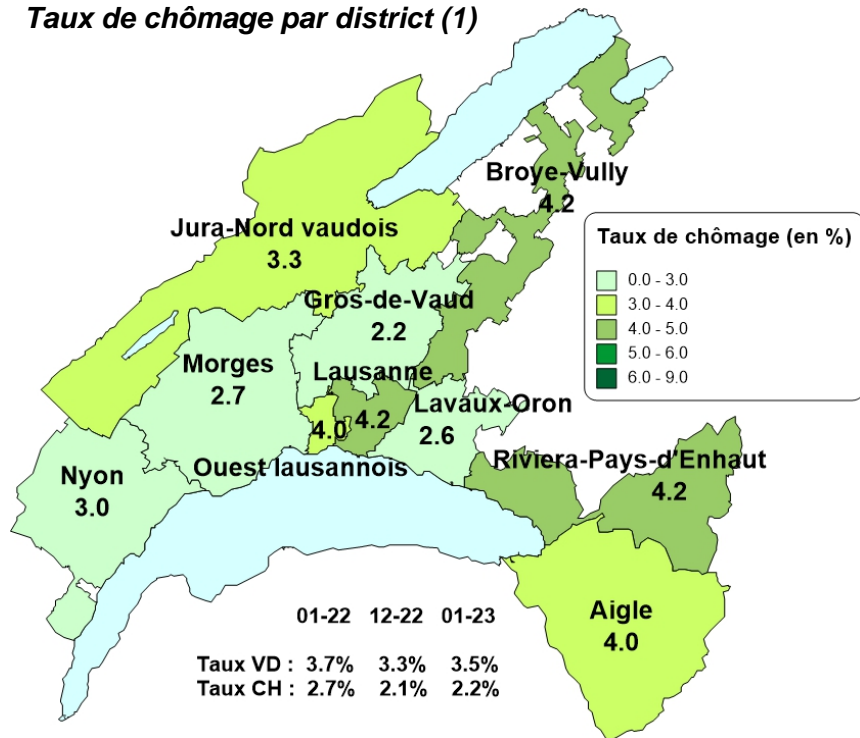 Taux de chômage par district (1)
Broye-Vully
4.2
Jura-Nord vaudois
3.3
Taux de chômage (en %)
0.0 - 3.0
3.0 - 4.0
4.0 - 5.0
5.0 - 6.0
6.0 - 9.0
Gros-de-Vaud
2.2
Morges
2.7
Lausanne
4.2
Lavaux-Oron
2.6
4.0
Ouest lausannois
Riviera-Pays-d'Enhaut
4.2
Nyon
3.0
Aigle
4.0
01-22 12-22 01-23
Taux VD : 3.7% 3.3% 3.5%
Taux CH : 2.7% 2.1% 2.2%